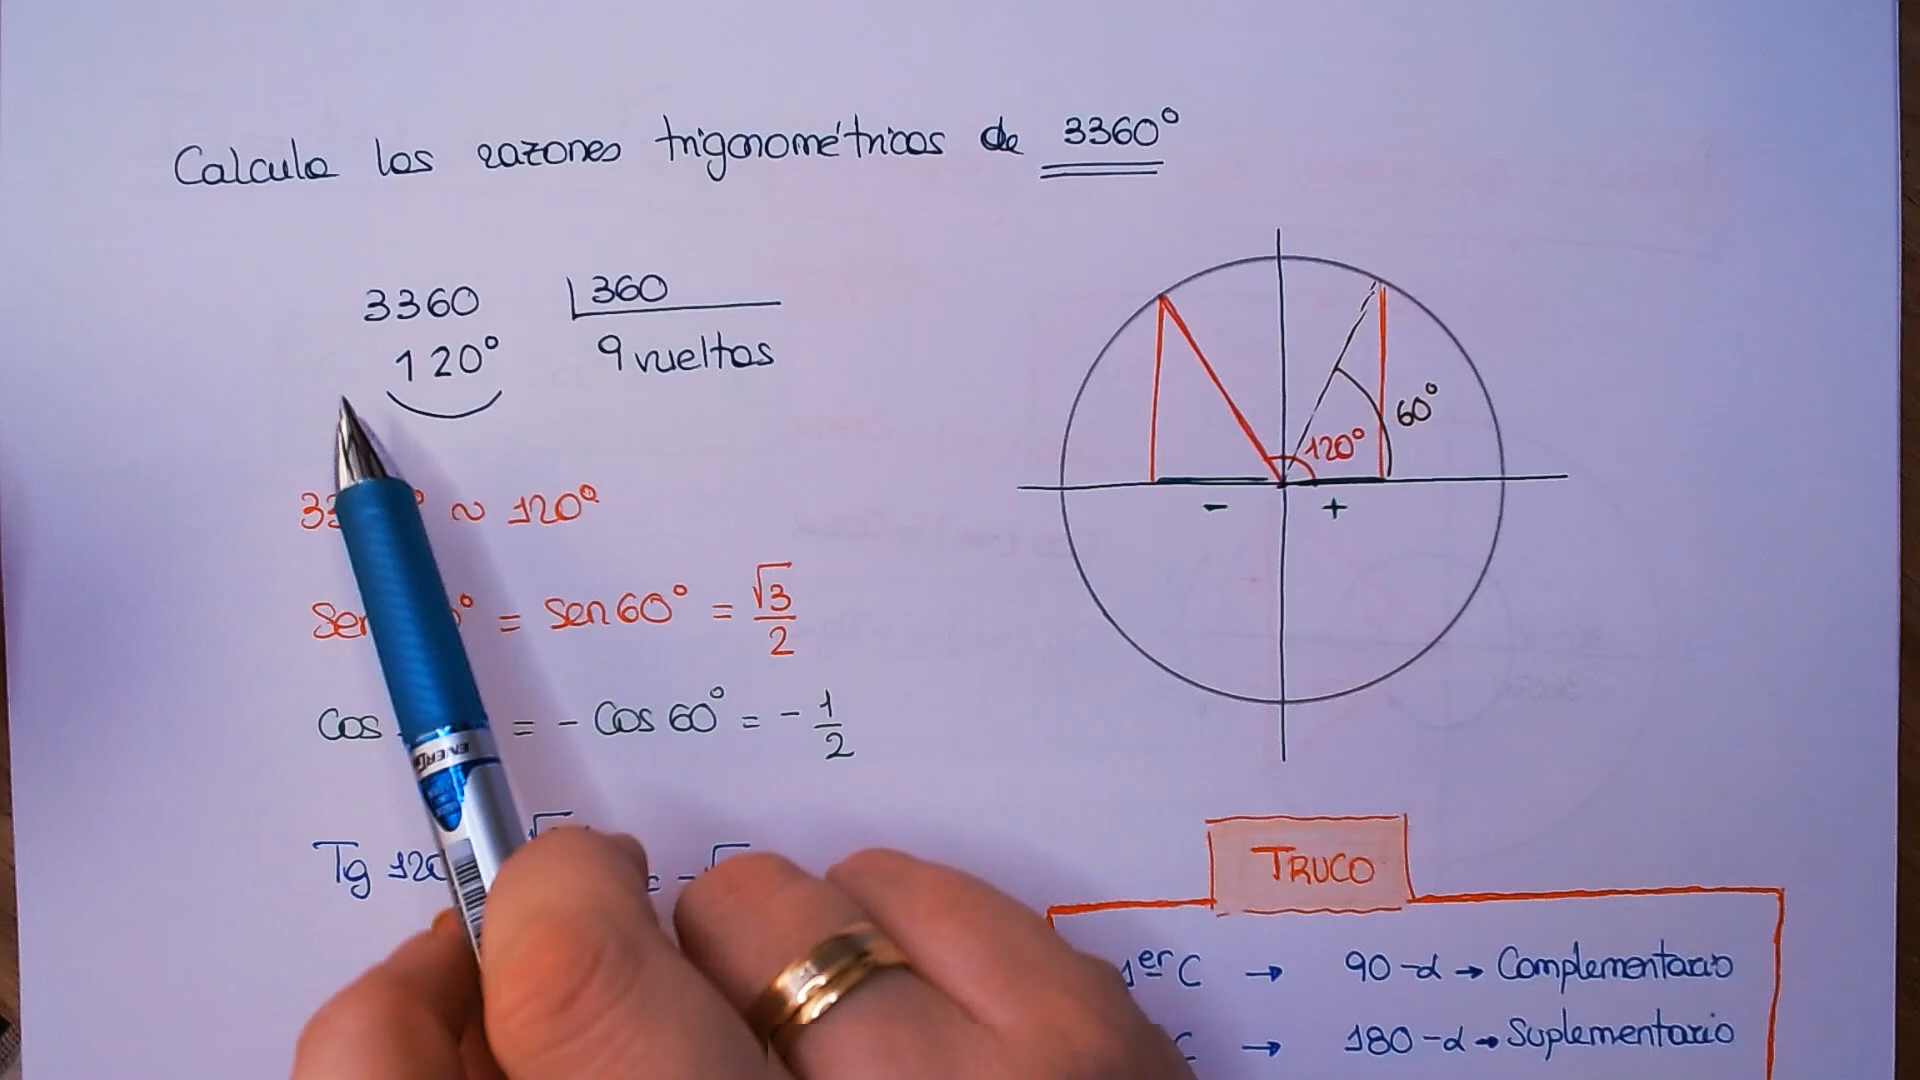 Calcula las razones trigonométricas de 3360°
3360 360
120° 9 vueltas
~ 120°
= sen 60° = √3/2
Cos = - Cos 60° = - 1/2
Tg
60°
120°
- +
TRUCO
1er C → 90-α → Complementario
C → 180-α → Suplementario